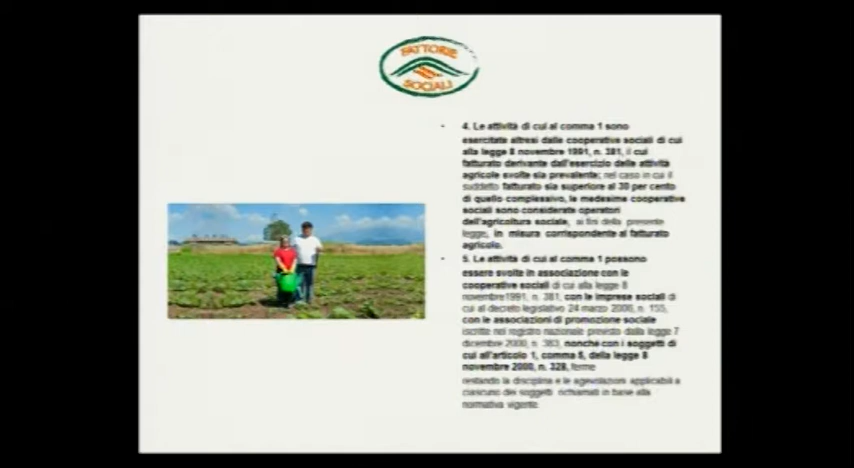 FATTORIE
SOCIALI
• 4. Le attività di cui al comma 1 sono
esercitate altresì dalle cooperative sociali di cui
alla legge 8 novembre 1991, n. 381, il cui
fatturato derivante dall'esercizio delle attività
agricole svolte sia prevalente; nel caso in cui il
suddetto fatturato sia superiore al 30 per cento
di quello complessivo, le medesime cooperative
sociali sono considerate operatori
dell'agricoltura sociale, ai fini della presente
legge, in misura corrispondente al fatturato
agricolo.
• 5. Le attività di cui al comma 1 possono
essere svolte in associazione con le
cooperative sociali di cui alla legge 8
novembre1991, n. 381, con le imprese sociali di
cui al decreto legislativo 24 marzo 2006, n. 155,
con le associazioni di promozione sociale
iscritte nel registro nazionale previsto dalla legge 7
dicembre 2000, n. 383, nonché con i soggetti di
cui all'articolo 1, comma 5, della legge 8
novembre 2000, n. 328, ferme
restando la disciplina e le agevolazioni applicabili a
ciascuno dei soggetti richiamati in base alla
normativa vigente.